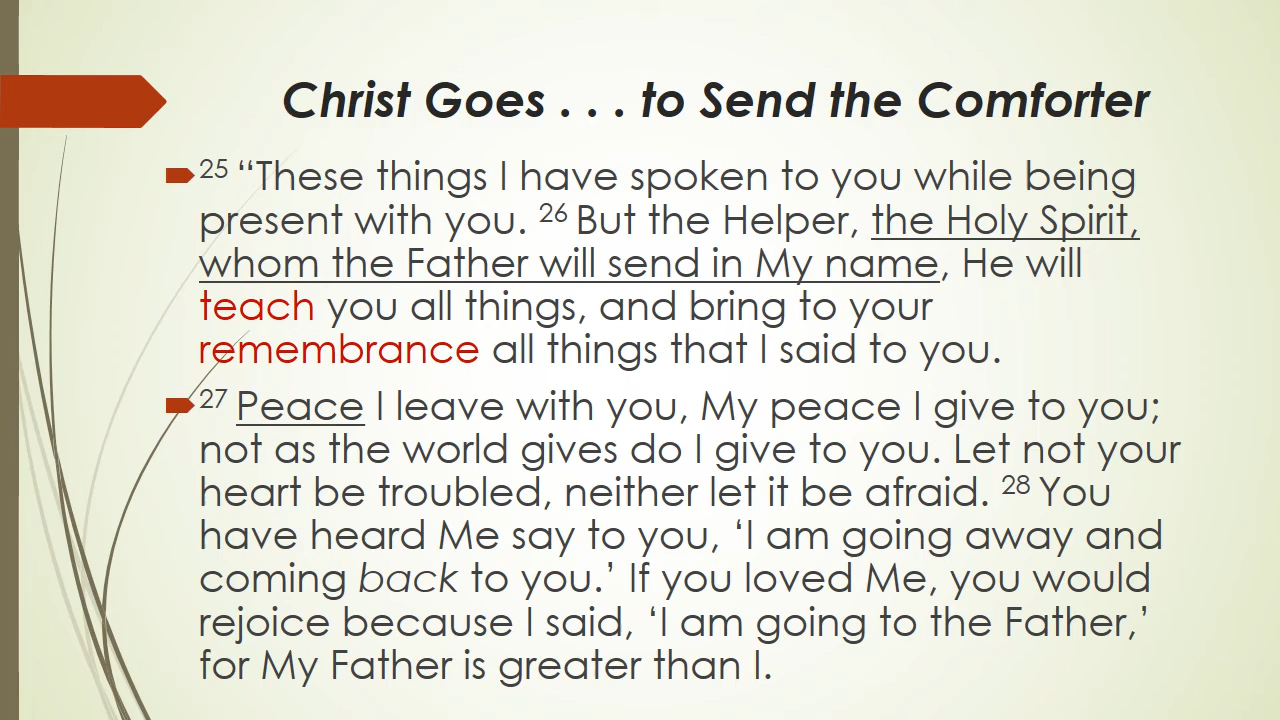 Christ Goes . . . to Send the Comforter
25 “These things I have spoken to you while being
present with you. 26 But the Helper, the Holy Spirit,
whom the Father will send in My name, He will
teach you all things, and bring to your
remembrance all things that I said to you.
27 Peace I leave with you, My peace I give to you;
not as the world gives do I give to you. Let not your
heart be troubled, neither let it be afraid. 28 You
have heard Me say to you, ‘I am going away and
coming back to you.’ If you loved Me, you would
rejoice because I said, ‘I am going to the Father,’
for My Father is greater than I.